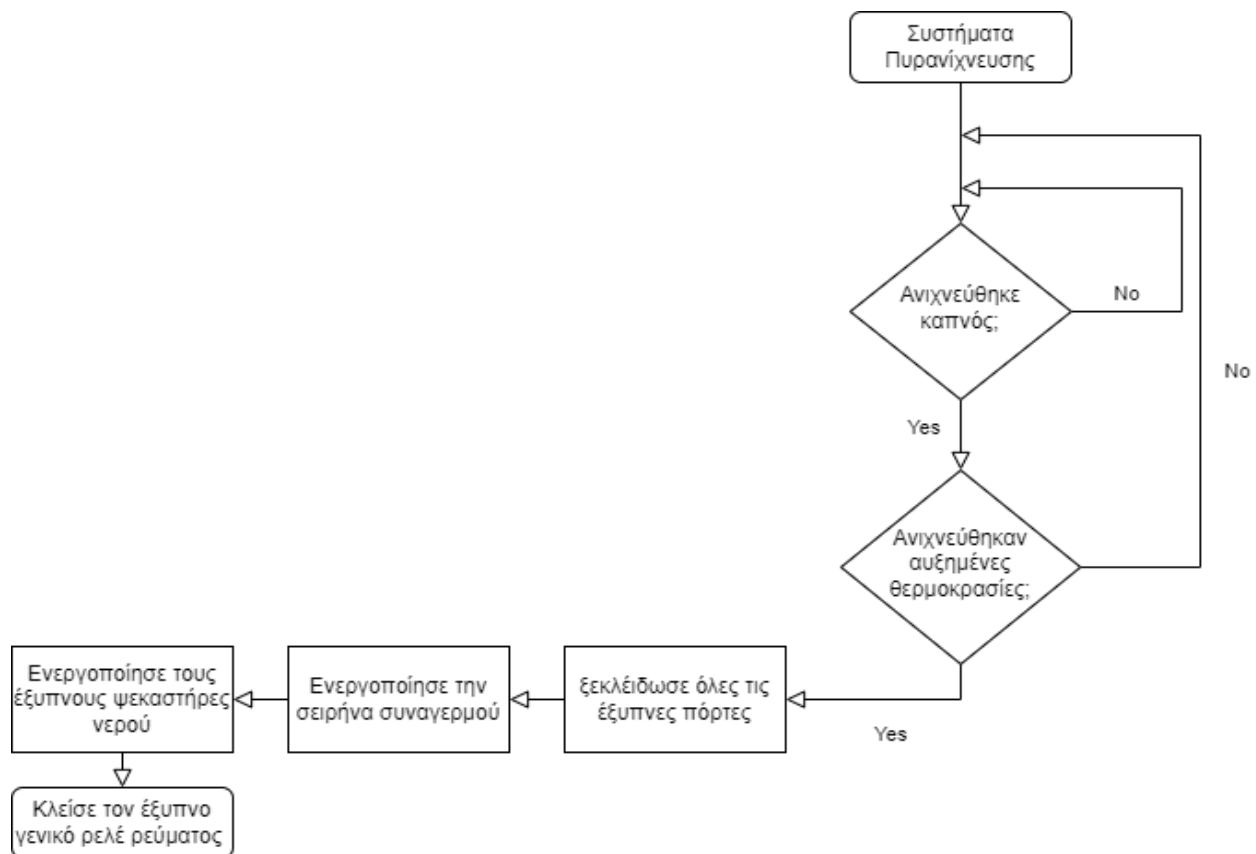 Συστήματα
Πυρανίχνευσης
Ανιχνεύθηκε
καπνός;
No
No
Yes
Ανιχνεύθηκαν
αυξημένες
θερμοκρασίες;
Yes
ξεκλείδωσε όλες τις
έξυπνες πόρτες
Ενεργοποίησε την
σειρήνα συναγερμού
Ενεργοποίησε τους
έξυπνους ψεκαστήρες
νερού
Κλείσε τον έξυπνο
γενικό ρελέ ρεύματος